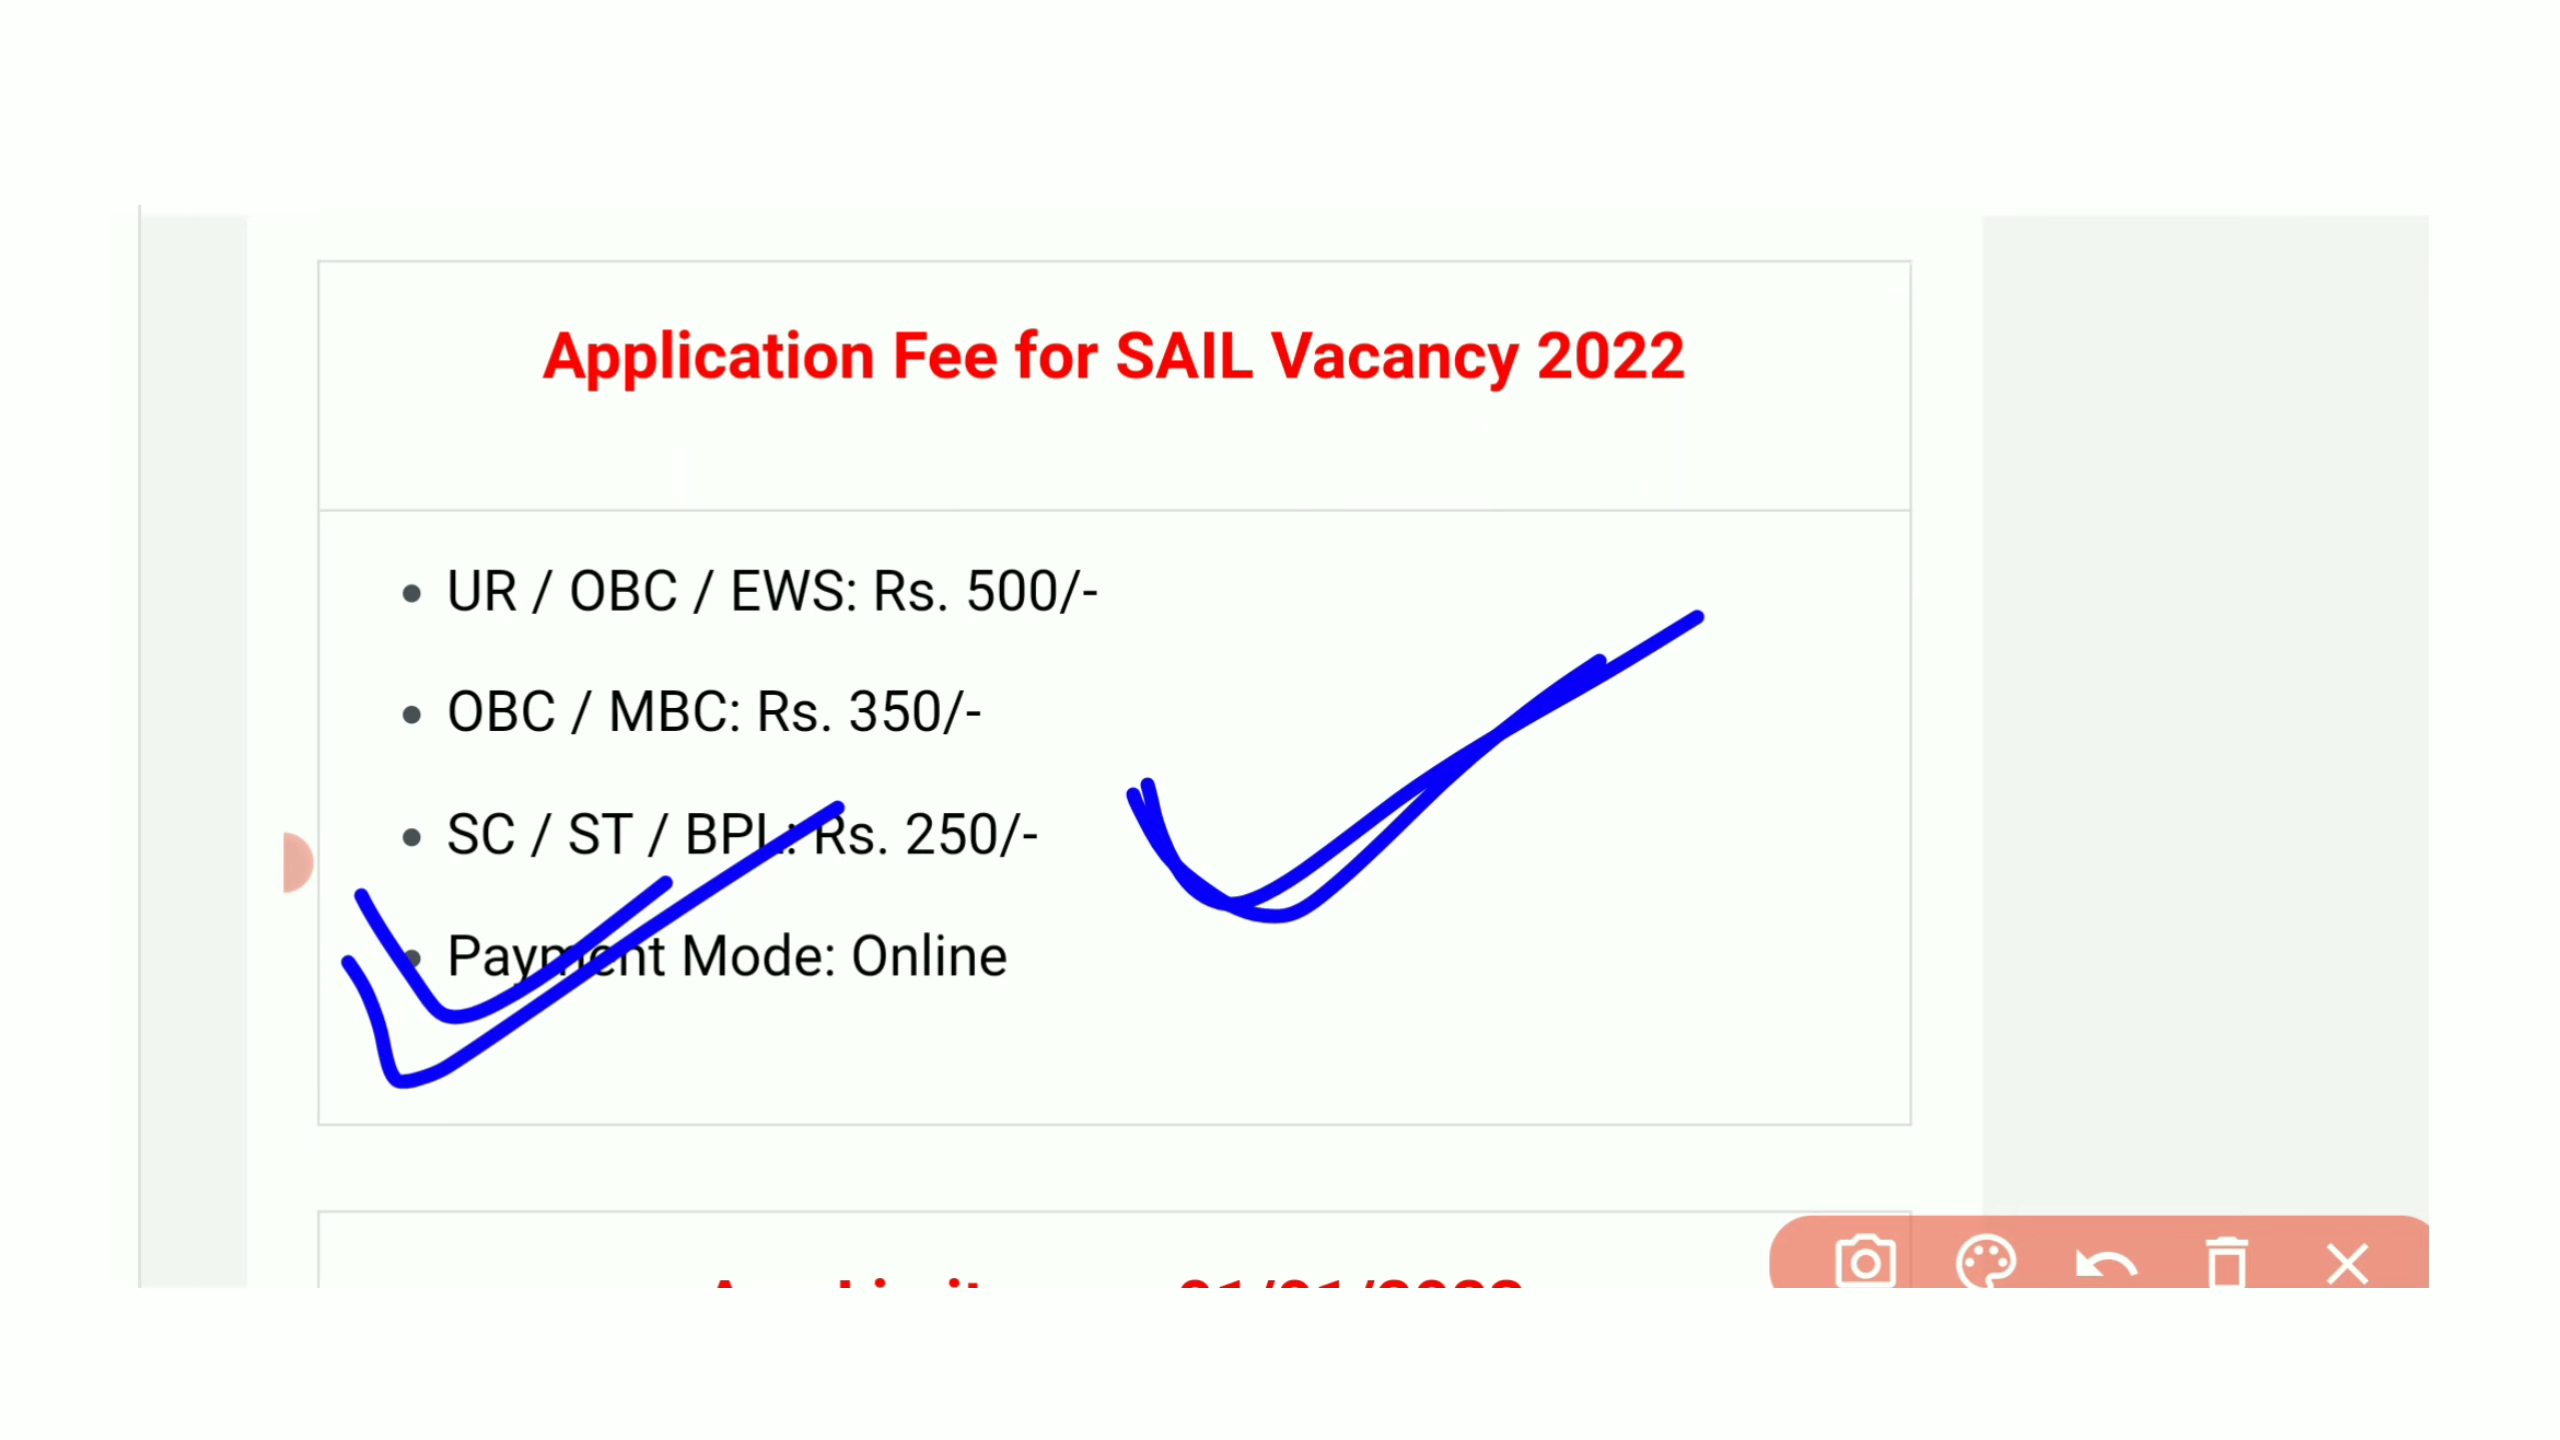 Application Fee for SAIL Vacancy 2022
UR / OBC / EWS: Rs. 500/-
OBC / MBC: Rs. 350/-
SC / ST / BPL: Rs. 250/-
Payment Mode: Online